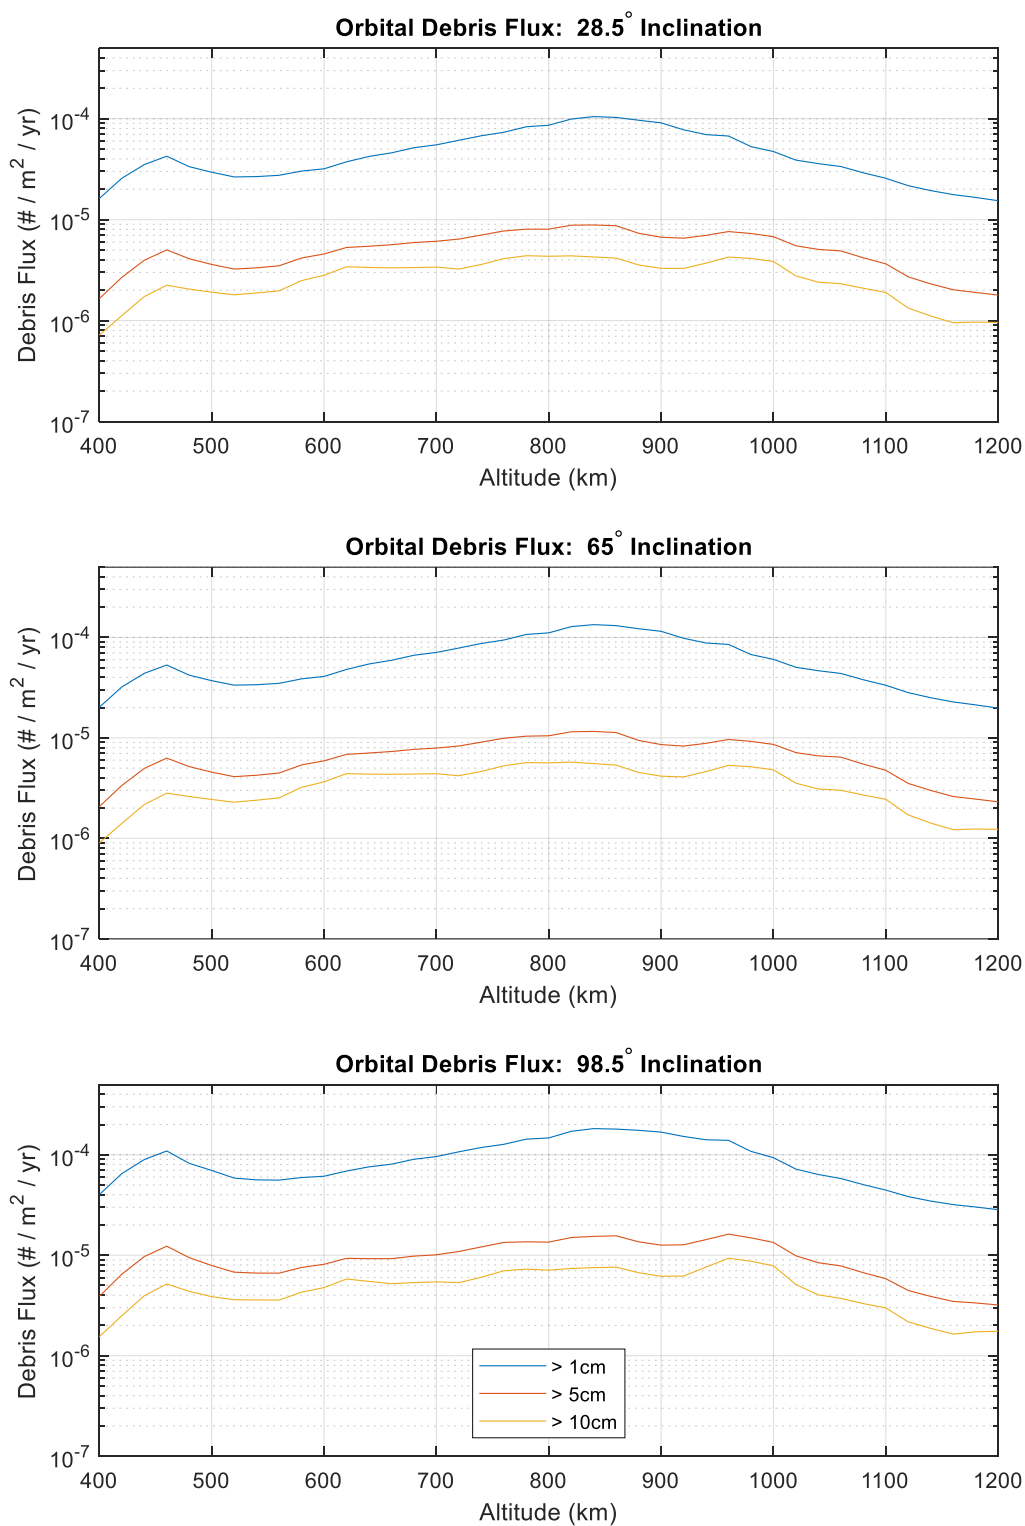 Orbital Debris Flux:  28.5° Inclination
Debris Flux (# / m² / yr)
10⁻⁴
10⁻⁵
10⁻⁶
10⁻⁷
400 500 600 700 800 900 1000 1100 1200
Altitude (km)
Orbital Debris Flux:  65° Inclination
Debris Flux (# / m² / yr)
10⁻⁴
10⁻⁵
10⁻⁶
10⁻⁷
400 500 600 700 800 900 1000 1100 1200
Altitude (km)
Orbital Debris Flux:  98.5° Inclination
Debris Flux (# / m² / yr)
10⁻⁴
10⁻⁵
10⁻�6
10⁻⁷
> 1cm
> 5cm
> 10cm
400 500 600 700 800 900 1000 1100 1200
Altitude (km)